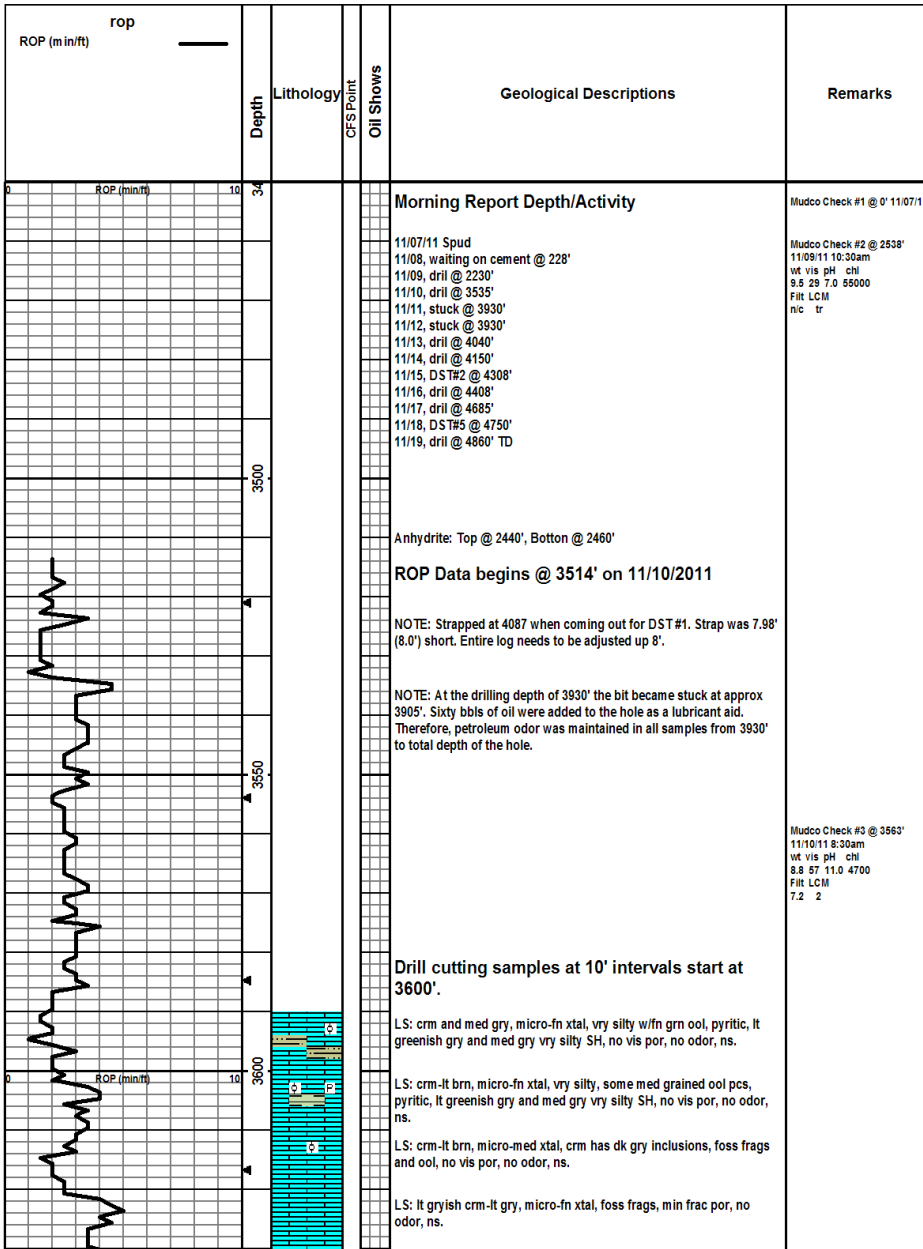 rop
ROP (min/ft)
Depth
Lithology
CFS Point
Oil Shows
Geological Descriptions
Remarks
0 ROP (min/ft) 10
34
Morning Report Depth/Activity
11/07/11 Spud
11/08, waiting on cement @ 228'
11/09, dril @ 2230'
11/10, dril @ 3535'
11/11, stuck @ 3930'
11/12, stuck @ 3930'
11/13, dril @ 4040'
11/14, dril @ 4150'
11/15, DST#2 @ 4308'
11/16, dril @ 4408'
11/17, dril @ 4685'
11/18, DST#5 @ 4750'
11/19, dril @ 4860' TD
Mudco Check #1 @ 0' 11/07/1
Mudco Check #2 @ 2538'
11/09/11 10:30am
wt vis pH chl
9.5 29 7.0 55000
Filt LCM
n/c tr
3500
Anhydrite: Top @ 2440', Botton @ 2460'
ROP Data begins @ 3514' on 11/10/2011
NOTE: Strapped at 4087 when coming out for DST #1. Strap was 7.98'
(8.0') short. Entire log needs to be adjusted up 8'.
NOTE: At the drilling depth of 3930' the bit became stuck at approx
3905'. Sixty bbls of oil were added to the hole as a lubricant aid.
Therefore, petroleum odor was maintained in all samples from 3930'
to total depth of the hole.
3550
Mudco Check #3 @ 3563'
11/10/11 8:30am
wt vis pH chl
8.8 57 11.0 4700
Filt LCM
7.2 2
Drill cutting samples at 10' intervals start at
3600'.
LS: crm and med gry, micro-fn xtal, vry silty w/fn grn ool, pyritic, lt
greenish gry and med gry vry silty SH, no vis por, no odor, ns.
3600
0 ROP (min/ft) 10
P
LS: crm-lt brn, micro-fn xtal, vry silty, some med grained ool pcs,
pyritic, lt greenish gry and med gry vry silty SH, no vis por, no odor,
ns.
LS: crm-lt brn, micro-med xtal, crm has dk gry inclusions, foss frags
and ool, no vis por, no odor, ns.
LS: lt gryish crm-lt gry, micro-fn xtal, foss frags, min frac por, no
odor, ns.